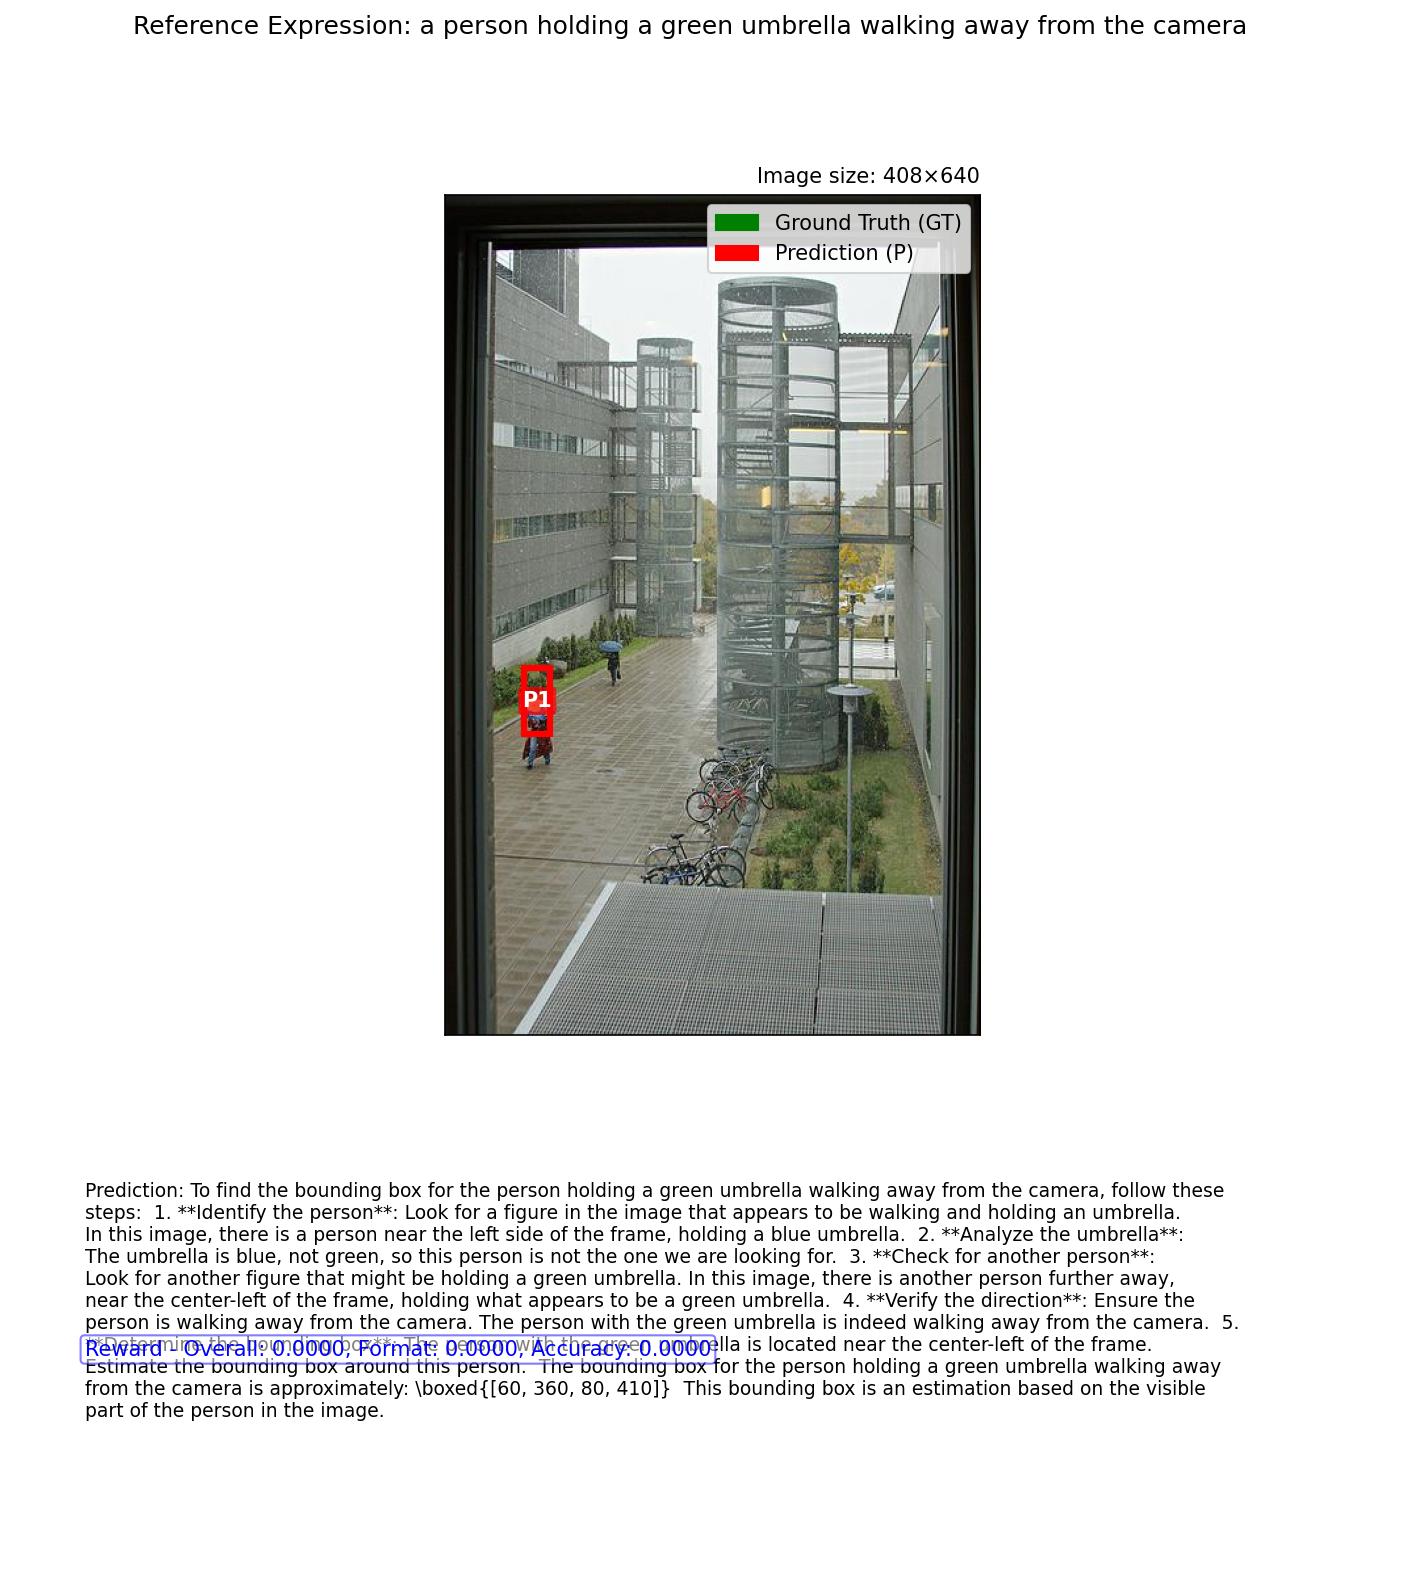 Reference Expression: a person holding a green umbrella walking away from the camera
Image size: 408×640
Ground Truth (GT)
Prediction (P)
P1
Prediction: To find the bounding box for the person holding a green umbrella walking away from the camera, follow these
steps:  1. **Identify the person**: Look for a figure in the image that appears to be walking and holding an umbrella.
In this image, there is a person near the left side of the frame, holding a blue umbrella.  2. **Analyze the umbrella**:
The umbrella is blue, not green, so this person is not the one we are looking for.  3. **Check for another person**:
Look for another figure that might be holding a green umbrella. In this image, there is another person further away,
near the center-left of the frame, holding what appears to be a green umbrella.  4. **Verify the direction**: Ensure the
person is walking away from the camera. The person with the green umbrella is indeed walking away from the camera.  5.
**Determine the bounding box**: The person with the green umbrella is located near the center-left of the frame.
Reward - Overall: 0.0000, Format: 0.0000, Accuracy: 0.0000
Estimate the bounding box around this person.  The bounding box for the person holding a green umbrella walking away
from the camera is approximately: \boxed{[60, 360, 80, 410]}  This bounding box is an estimation based on the visible
part of the person in the image.